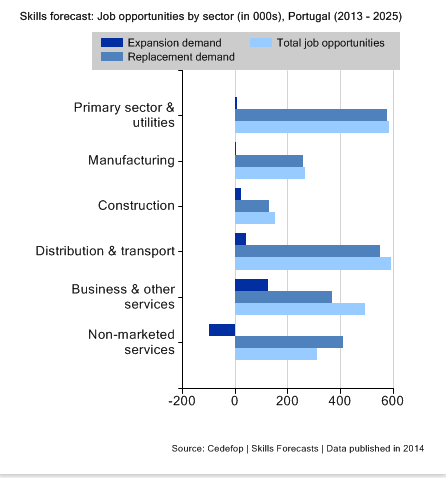 Skills forecast: Job opportunities by sector (in 000s), Portugal (2013 - 2025)
Expansion demand
Total job opportunities
Replacement demand
Primary sector &
utilities
Manufacturing
Construction
Distribution & transport
Business & other
services
Non-marketed
services
-200 0 200 400 600
Source: Cedefop | Skills Forecasts | Data published in 2014